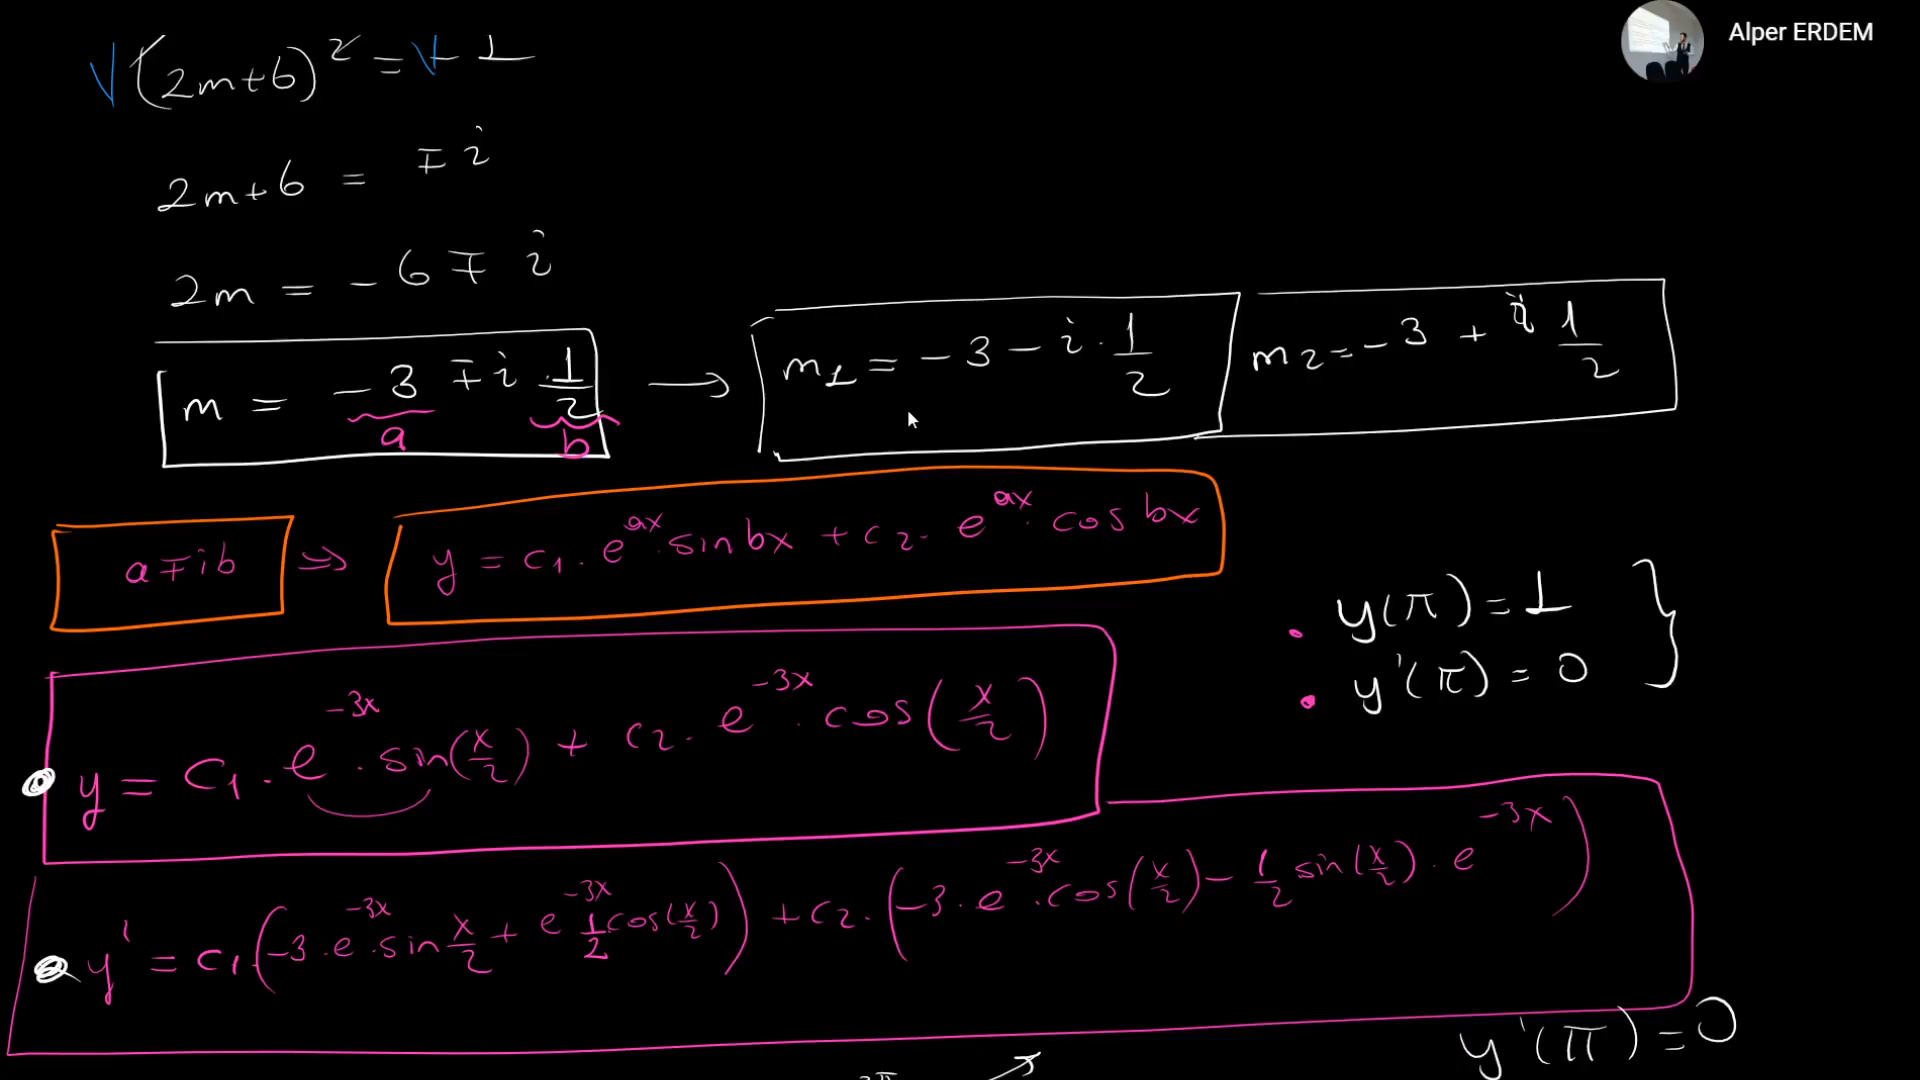 Alper ERDEM
√(2m+6)² = √-1
2m+6 = ∓ i
2m = -6 ∓ i
m = -3 ∓ i · 1/2 → m₁ = -3 - i · 1/2 m₂ = -3 + i 1/2
a b
a ∓ ib ⇒ y = c₁ · e^(ax) · sin bx + c₂ · e^(ax) · cos bx
• y(π) = 1
• y'(π) = 0
y = c₁ · e^(-3x) · sin(x/2) + c₂ · e^(-3x) · cos(x/2)
y' = c₁(-3 · e^(-3x) · sin x/2 + e^(-3x) 1/2 cos(x/2)) + c₂ · (-3 · e^(-3x) · cos(x/2) - 1/2 sin(x/2) · e^(-3x))
y'(π) = 0